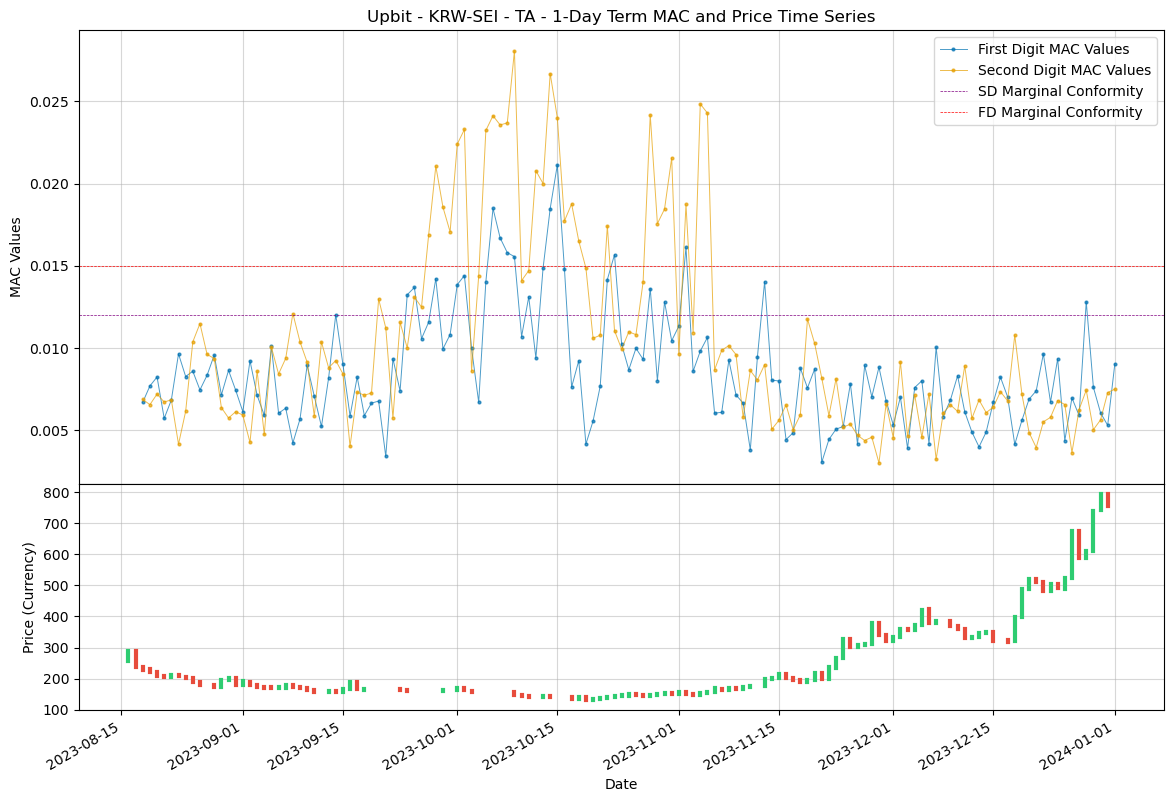 Upbit - KRW-SEI - TA - 1-Day Term MAC and Price Time Series
First Digit MAC Values
Second Digit MAC Values
SD Marginal Conformity
FD Marginal Conformity
MAC Values
0.025
0.020
0.015
0.010
0.005
Price (Currency)
800
700
600
500
400
300
200
100
2023-08-15
2023-09-01
2023-09-15
2023-10-01
2023-10-15
2023-11-01
2023-11-15
2023-12-01
2023-12-15
2024-01-01
Date